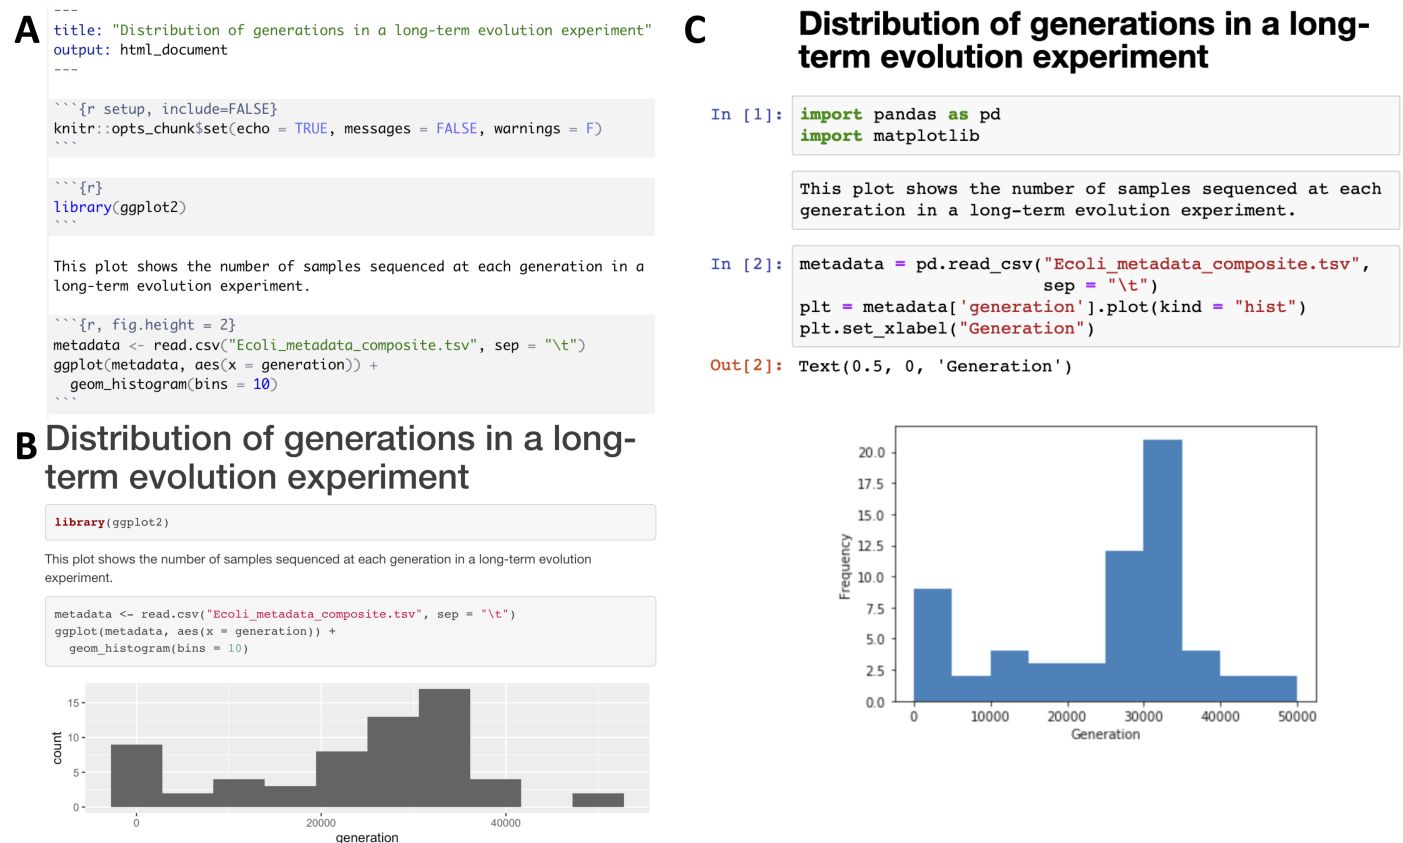 A
---
title: "Distribution of generations in a long-term evolution experiment"
output: html_document
---
```{r setup, include=FALSE}
knitr::opts_chunk$set(echo = TRUE, messages = FALSE, warnings = F)
```
```{r}
library(ggplot2)
```
This plot shows the number of samples sequenced at each generation in a
long-term evolution experiment.
```{r, fig.height = 2}
metadata <- read.csv("Ecoli_metadata_composite.tsv", sep = "\t")
ggplot(metadata, aes(x = generation)) +
  geom_histogram(bins = 10)
```
B
Distribution of generations in a long-
term evolution experiment
library(ggplot2)
This plot shows the number of samples sequenced at each generation in a long-term evolution
experiment.
metadata <- read.csv("Ecoli_metadata_composite.tsv", sep = "\t")
ggplot(metadata, aes(x = generation)) +
  geom_histogram(bins = 10)
15
10
5
0
count
0 20000 40000
generation
C
Distribution of generations in a long-
term evolution experiment
In [1]: import pandas as pd
import matplotlib
This plot shows the number of samples sequenced at each
generation in a long-term evolution experiment.
In [2]: metadata = pd.read_csv("Ecoli_metadata_composite.tsv",
sep = "\t")
plt = metadata['generation'].plot(kind = "hist")
plt.set_xlabel("Generation")
Out[2]: Text(0.5, 0, 'Generation')
20.0
17.5
15.0
12.5
10.0
7.5
5.0
2.5
0.0
Frequency
0 10000 20000 30000 40000 50000
Generation